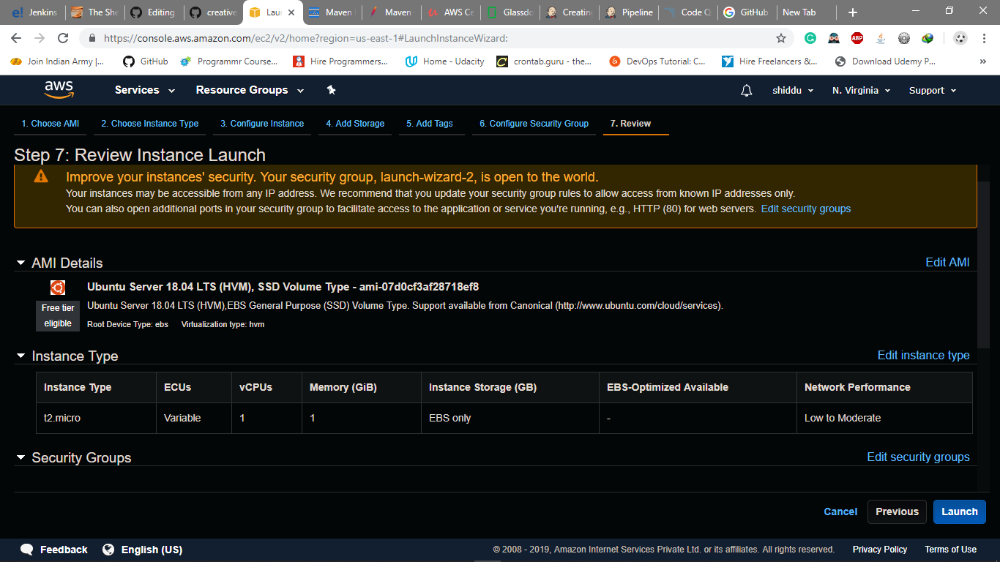 Jenkins
The She
Editing
creative
Lau
Maven
Maven
AWS Ce
Glassdo
Creatin
Pipeline
Code Q
GitHub
New Tab
https://console.aws.amazon.com/ec2/v2/home?region=us-east-1#LaunchInstanceWizard:
ABP
Join Indian Army |...
GitHub
Programmr Course...
Hire Programmers...
Home - Udacity
crontab.guru - the...
DevOps Tutorial: C...
Hire Freelancers &...
Download Udemy P...
aws
Services
Resource Groups
shiddu
N. Virginia
Support
1. Choose AMI
2. Choose Instance Type
3. Configure Instance
4. Add Storage
5. Add Tags
6. Configure Security Group
7. Review
Step 7: Review Instance Launch
Improve your instances' security. Your security group, launch-wizard-2, is open to the world.
Your instances may be accessible from any IP address. We recommend that you update your security group rules to allow access from known IP addresses only.
You can also open additional ports in your security group to facilitate access to the application or service you're running, e.g., HTTP (80) for web servers. Edit security groups
AMI Details
Edit AMI
Ubuntu Server 18.04 LTS (HVM), SSD Volume Type - ami-07d0cf3af28718ef8
Free tier
eligible
Ubuntu Server 18.04 LTS (HVM),EBS General Purpose (SSD) Volume Type. Support available from Canonical (http://www.ubuntu.com/cloud/services).
Root Device Type: ebs Virtualization type: hvm
Instance Type
Edit instance type
Instance Type ECUs vCPUs Memory (GiB) Instance Storage (GB) EBS-Optimized Available Network Performance
t2.micro Variable 1 1 EBS only - Low to Moderate
Security Groups
Edit security groups
Cancel
Previous
Launch
Feedback
English (US)
© 2008 - 2019, Amazon Internet Services Private Ltd. or its affiliates. All rights reserved.
Privacy Policy
Terms of Use